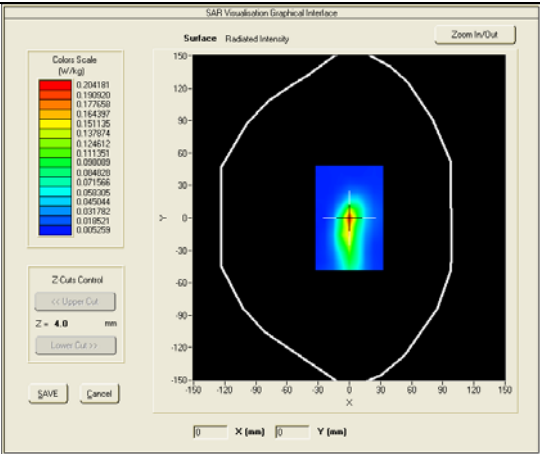 SAR Visualisation Graphical Interface
Surface Radiated Intensity
Zoom In/Out
Colors Scale
(W/kg)
0.204181
0.190920
0.177658
0.164397
0.151135
0.137874
0.124612
0.111351
0.098089
0.084828
0.071566
0.058305
0.045044
0.031782
0.018521
0.005259
150-
120-
90-
60-
30-
Y 0-
-30-
-60-
-90-
-120-
-150-
-150 -120 -90 -60 -30 0 30 60 90 120 150
X
Z-Cuts Control
<< Upper Cut
Z = 4.0 mm
Lower Cut >>
SAVE Cancel
0 X (mm) 0 Y (mm)